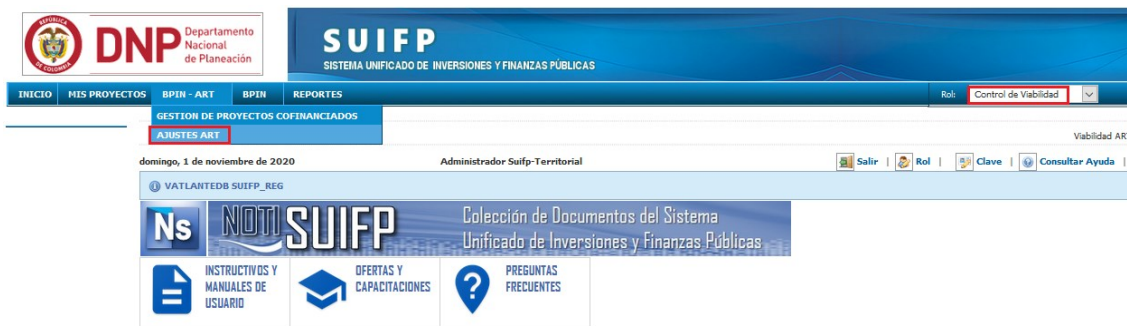 REPÚBLICA
DE COLOMBIA
DNP Departamento
Nacional
de Planeación
SUIFP
SISTEMA UNIFICADO DE INVERSIONES Y FINANZAS PÚBLICAS
INICIO MIS PROYECTOS BPIN - ART BPIN REPORTES Rol: Control de Viabilidad
GESTION DE PROYECTOS COFINANCIADOS
AJUSTES ART
Viabilidad AR
domingo, 1 de noviembre de 2020 Administrador Suifp-Territorial Salir | Rol | Clave | Consultar Ayuda |
VATLANTEDB SUIFP_REG
Ns NOTISUIFP Colección de Documentos del Sistema
Unificado de Inversiones y Finanzas Públicas
INSTRUCTIVOS Y
MANUALES DE
USUARIO
OFERTAS Y
CAPACITACIONES
PREGUNTAS
FRECUENTES